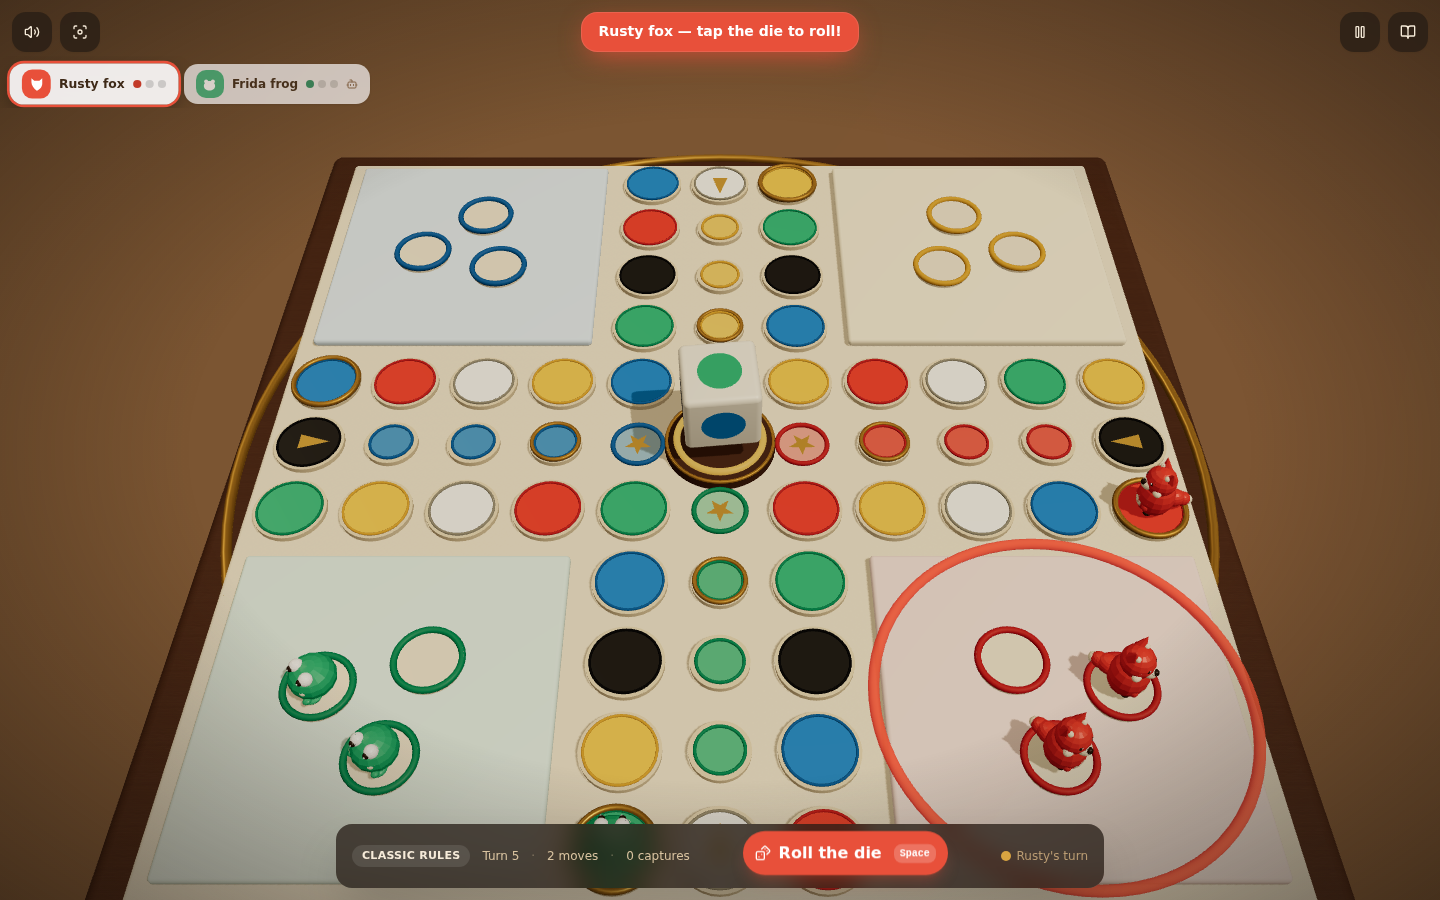 Rusty fox — tap the die to roll!
Rusty fox
Frida frog
CLASSIC RULES Turn 5 · 2 moves · 0 captures Roll the die Space Rusty's turn